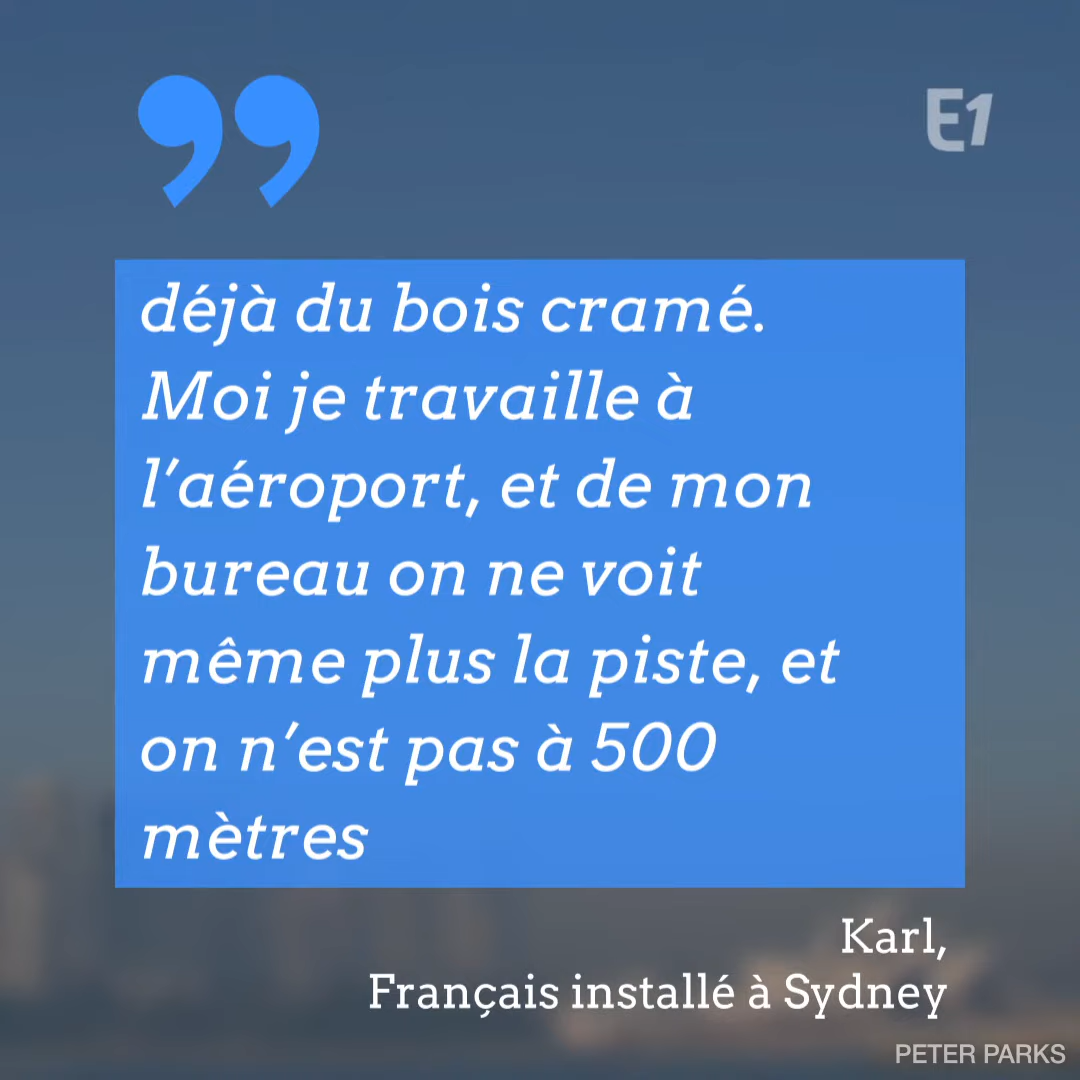 ”
E1
déjà du bois cramé.
Moi je travaille à
l’aéroport, et de mon
bureau on ne voit
même plus la piste, et
on n’est pas à 500
mètres
Karl,
Français installé à Sydney
PETER PARKS